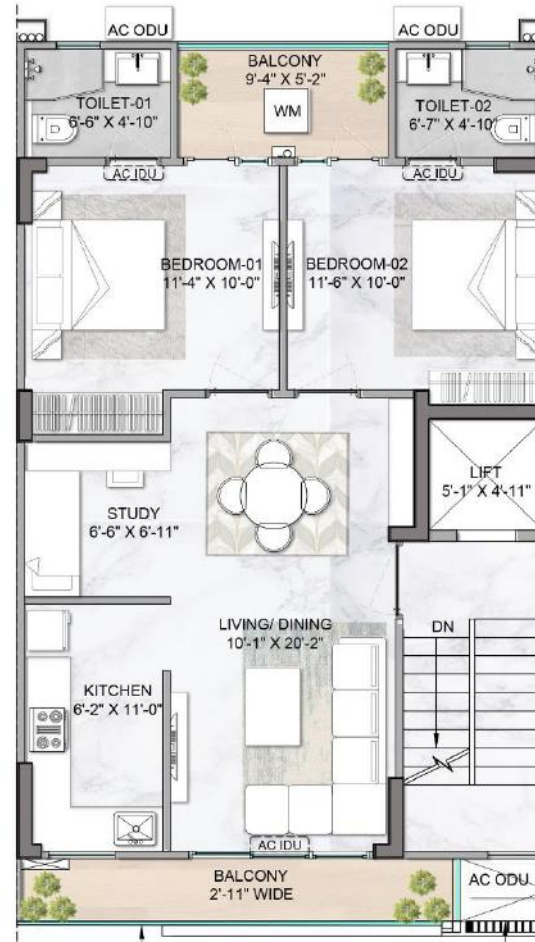 AC ODU
AC ODU
BALCONY
9'-4" X 5'-2"
TOILET-01
6'-6" X 4'-10"
WM
TOILET-02
6'-7" X 4'-10"
AC IDU
AC IDU
BEDROOM-01
11'-4" X 10'-0"
BEDROOM-02
11'-6" X 10'-0"
LIFT
5'-1" X 4'-11"
STUDY
6'-6" X 6'-11"
LIVING/ DINING
10'-1" X 20'-2"
DN
KITCHEN
6'-2" X 11'-0"
AC IDU
BALCONY
2'-11" WIDE
AC ODU